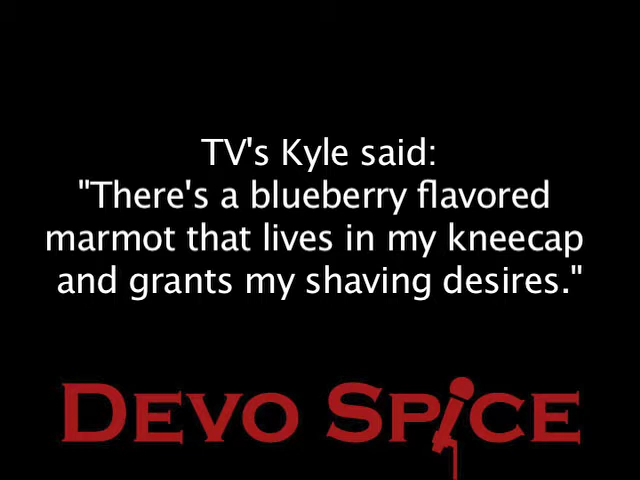 TV's Kyle said:
"There's a blueberry flavored
marmot that lives in my kneecap
and grants my shaving desires."
DEVO SPICE